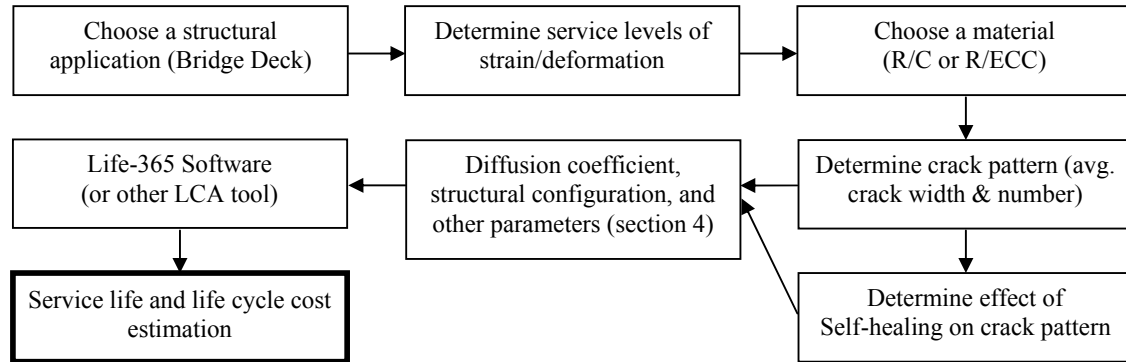 Choose a structural
application (Bridge Deck)
Determine service levels of
strain/deformation
Choose a material
(R/C or R/ECC)
Determine crack pattern (avg.
crack width & number)
Determine effect of
Self-healing on crack pattern
Diffusion coefficient,
structural configuration, and
other parameters (section 4)
Life-365 Software
(or other LCA tool)
Service life and life cycle cost
estimation